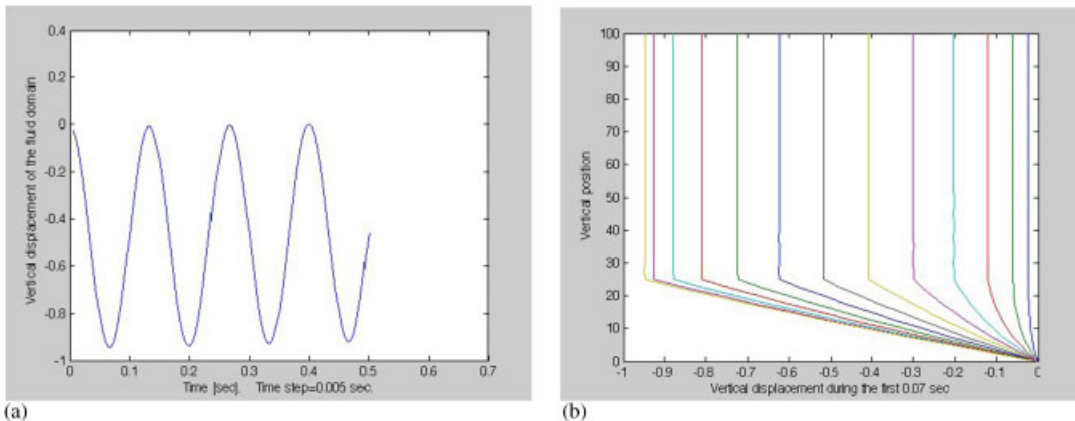 0.4
0.2
0
-0.2
-0.4
-0.6
-0.8
-1
Vertical displacement of the fluid domain
0 0.1 0.2 0.3 0.4 0.5 0.6 0.7
Time [sec]. Time step=0.005 sec.
(a)
100
90
80
70
60
50
40
30
20
10
0
Vertical position
-1 -0.9 -0.8 -0.7 -0.6 -0.5 -0.4 -0.3 -0.2 -0.1 0
Vertical displacement during the first 0.07 sec
(b)